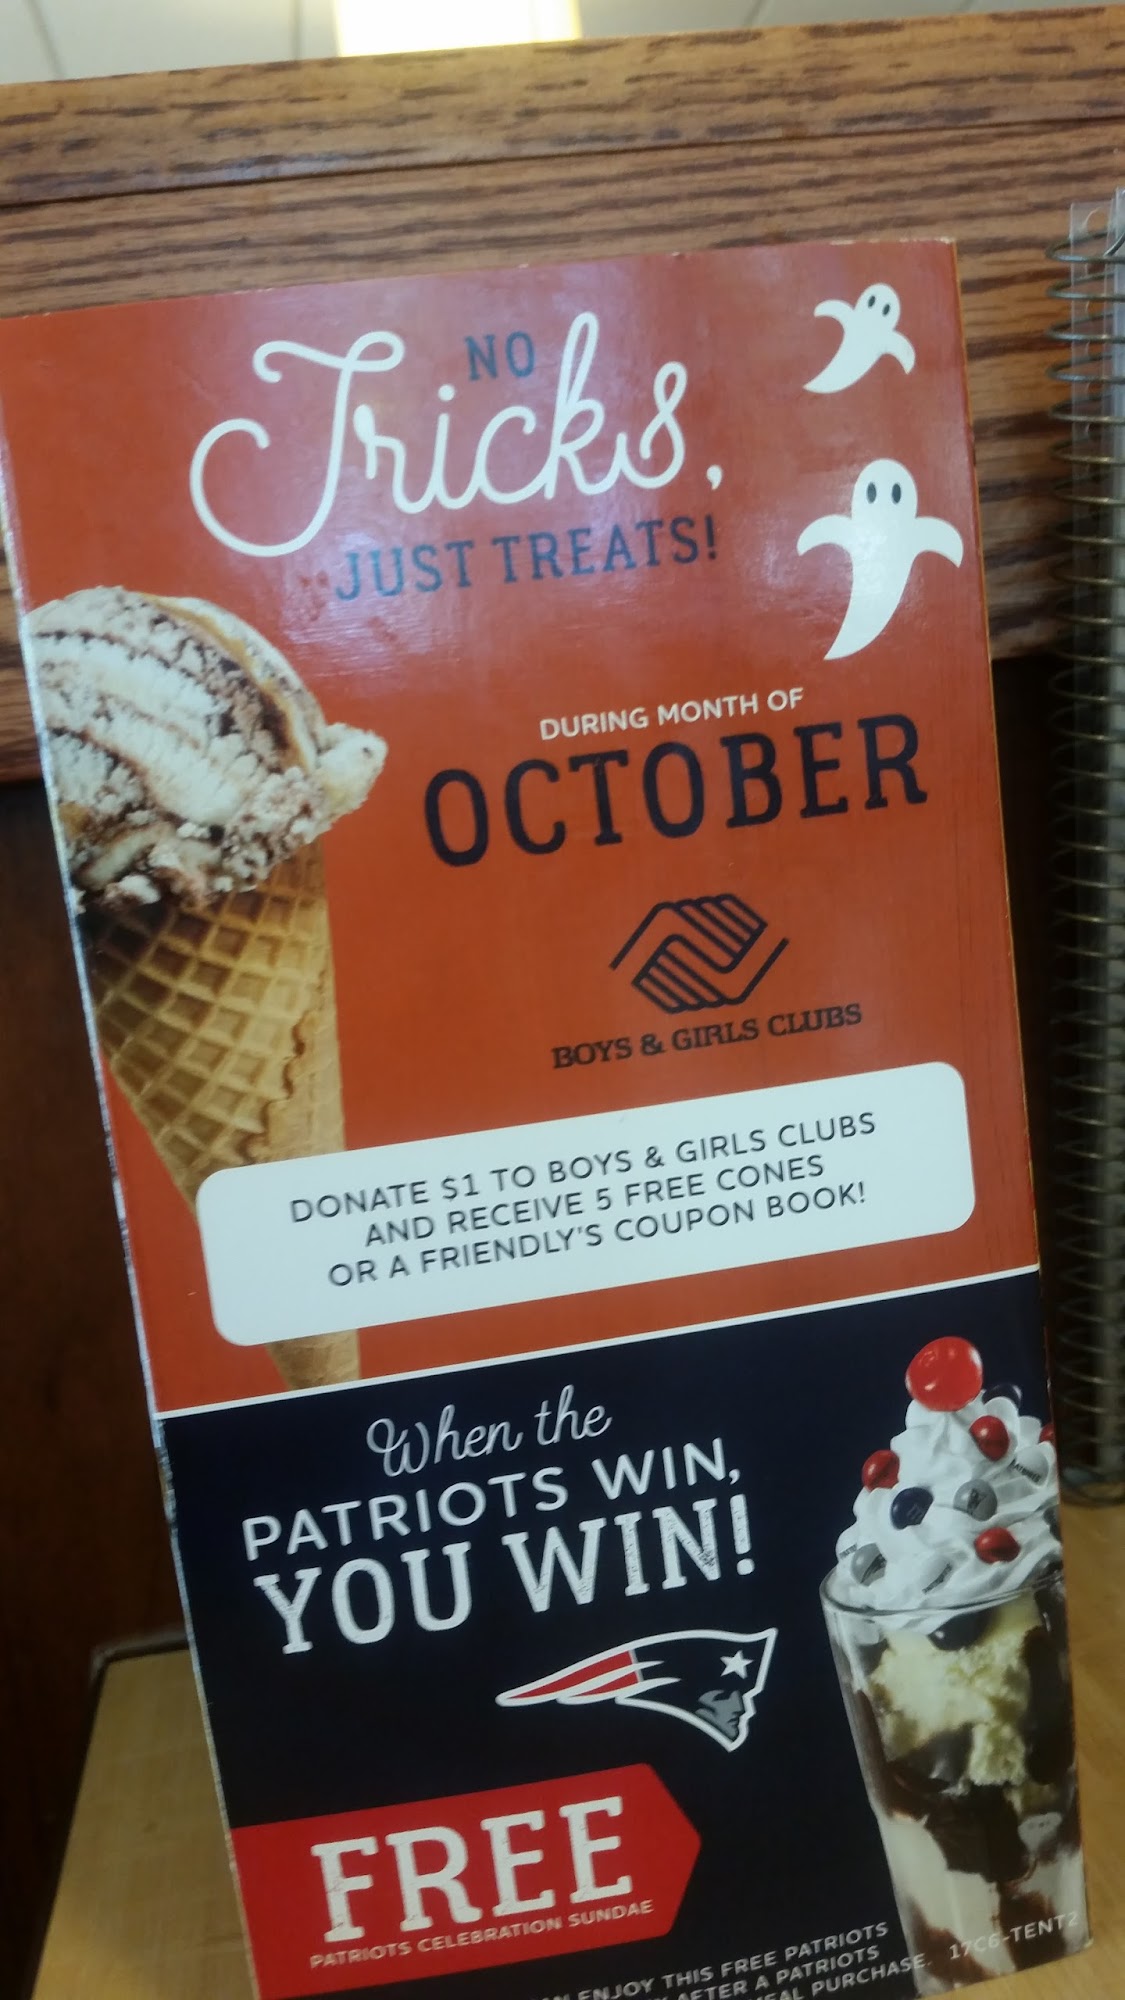 NO
Tricks,
JUST TREATS!
DURING MONTH OF
OCTOBER
BOYS & GIRLS CLUBS
DONATE $1 TO BOYS & GIRLS CLUBS
AND RECEIVE 5 FREE CONES
OR A FRIENDLY'S COUPON BOOK!
When the
PATRIOTS WIN,
YOU WIN!
FREE
PATRIOTS CELEBRATION SUNDAE
ENJOY THIS FREE PATRIOTS
AFTER A PATRIOTS
PURCHASE. 17C6-TENT2